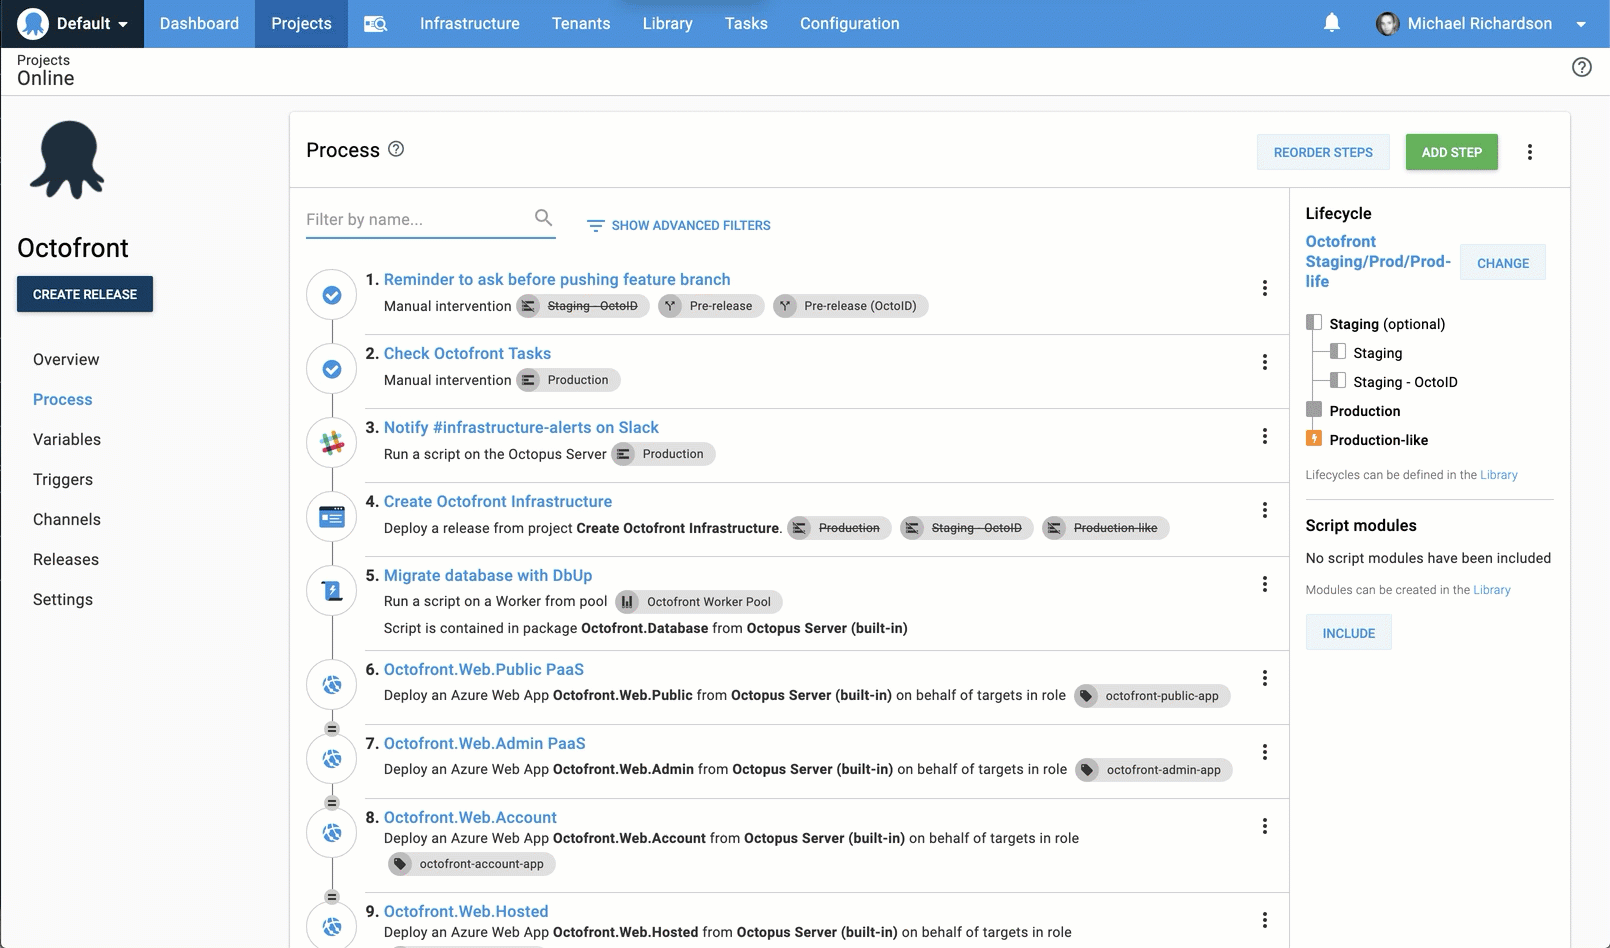 Default
Dashboard
Projects
Infrastructure
Tenants
Library
Tasks
Configuration
Michael Richardson
Projects
Online
Octofront
CREATE RELEASE
Overview
Process
Variables
Triggers
Channels
Releases
Settings
Process
REORDER STEPS
ADD STEP
Filter by name...
SHOW ADVANCED FILTERS
1. Reminder to ask before pushing feature branch
Manual intervention Staging - OctoID Pre-release Pre-release (OctoID)
2. Check Octofront Tasks
Manual intervention Production
3. Notify #infrastructure-alerts on Slack
Run a script on the Octopus Server Production
4. Create Octofront Infrastructure
Deploy a release from project Create Octofront Infrastructure. Production Staging - OctoID Production-like
5. Migrate database with DbUp
Run a script on a Worker from pool Octofront Worker Pool
Script is contained in package Octofront.Database from Octopus Server (built-in)
6. Octofront.Web.Public PaaS
Deploy an Azure Web App Octofront.Web.Public from Octopus Server (built-in) on behalf of targets in role octofront-public-app
7. Octofront.Web.Admin PaaS
Deploy an Azure Web App Octofront.Web.Admin from Octopus Server (built-in) on behalf of targets in role octofront-admin-app
8. Octofront.Web.Account
Deploy an Azure Web App Octofront.Web.Account from Octopus Server (built-in) on behalf of targets in role
octofront-account-app
9. Octofront.Web.Hosted
Deploy an Azure Web App Octofront.Web.Hosted from Octopus Server (built-in) on behalf of targets in role
Lifecycle
Octofront
Staging/Prod/Prod-
life
CHANGE
Staging (optional)
Staging
Staging - OctoID
Production
Production-like
Lifecycles can be defined in the Library
Script modules
No script modules have been included
Modules can be created in the Library
INCLUDE